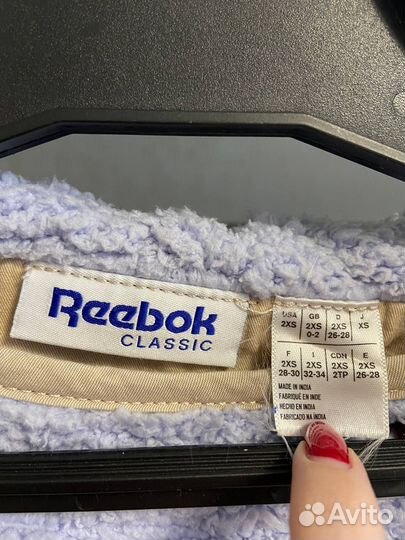 Reebok
CLASSIC
USA GB D J
2XS 2XS 2XS XS
0-2 26-28
F I CDN E
2XS 2XS 2XS 2XS
28-30 32-34 2TP 26-28
MADE IN INDIA
FABRIQUÉ EN INDE
HECHO EN INDIA
FABRICADO NA ÍNDIA
Avito